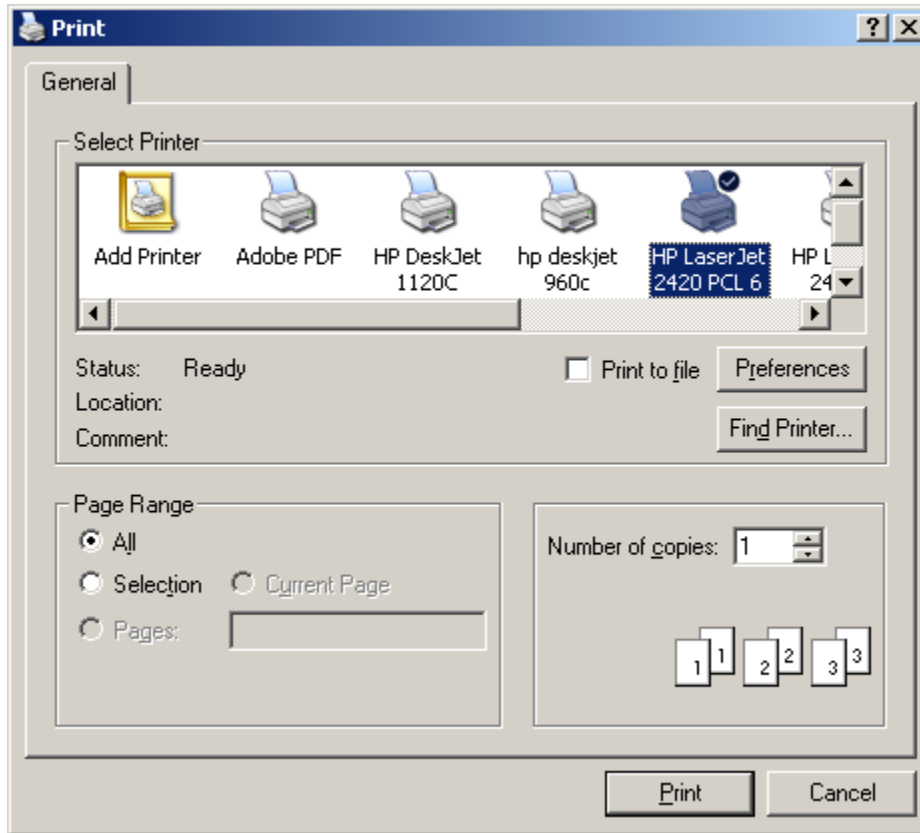 Print
General
Select Printer
Add Printer
Adobe PDF
HP DeskJet
1120C
hp deskjet
960c
HP LaserJet
2420 PCL 6
HP L
24
Status: Ready
Print to file
Preferences
Location:
Comment:
Find Printer...
Page Range
All
Selection
Current Page
Pages:
Number of copies: 1
1 1 2 2 3 3
Print
Cancel